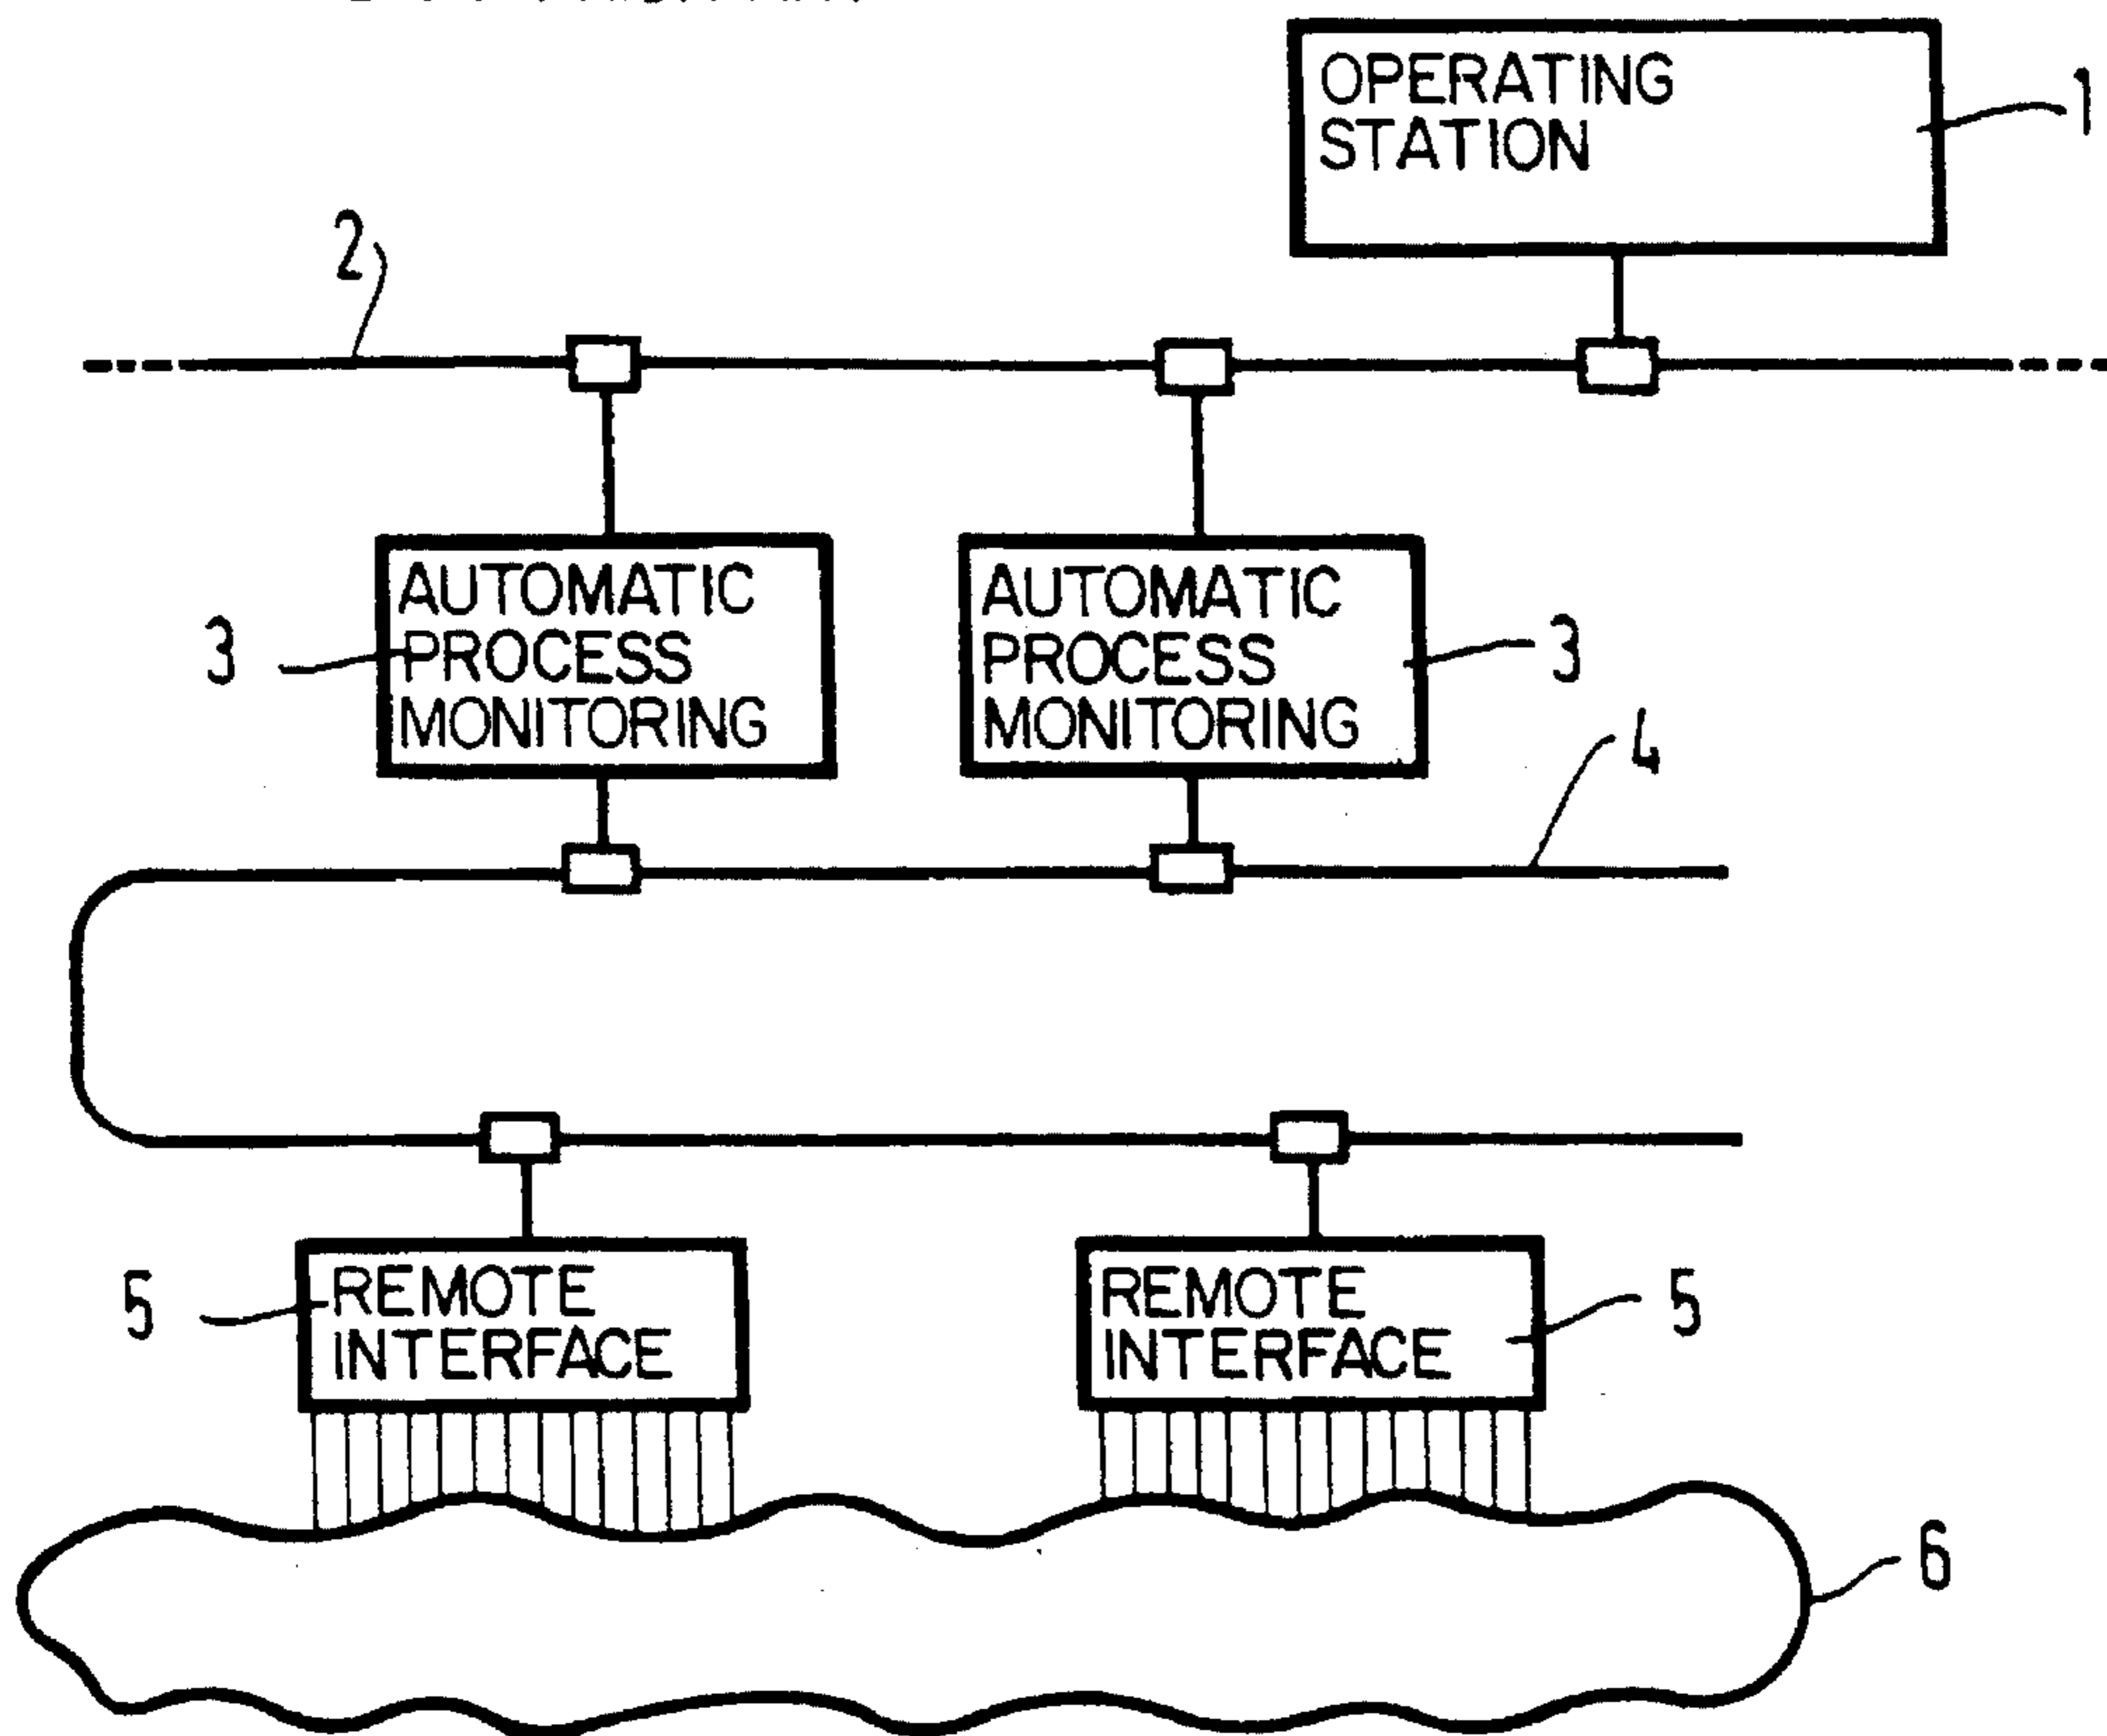 OPERATING
STATION
1
2
AUTOMATIC
PROCESS
MONITORING
3
AUTOMATIC
PROCESS
MONITORING
3
4
REMOTE
INTERFACE
5
REMOTE
INTERFACE
5
6